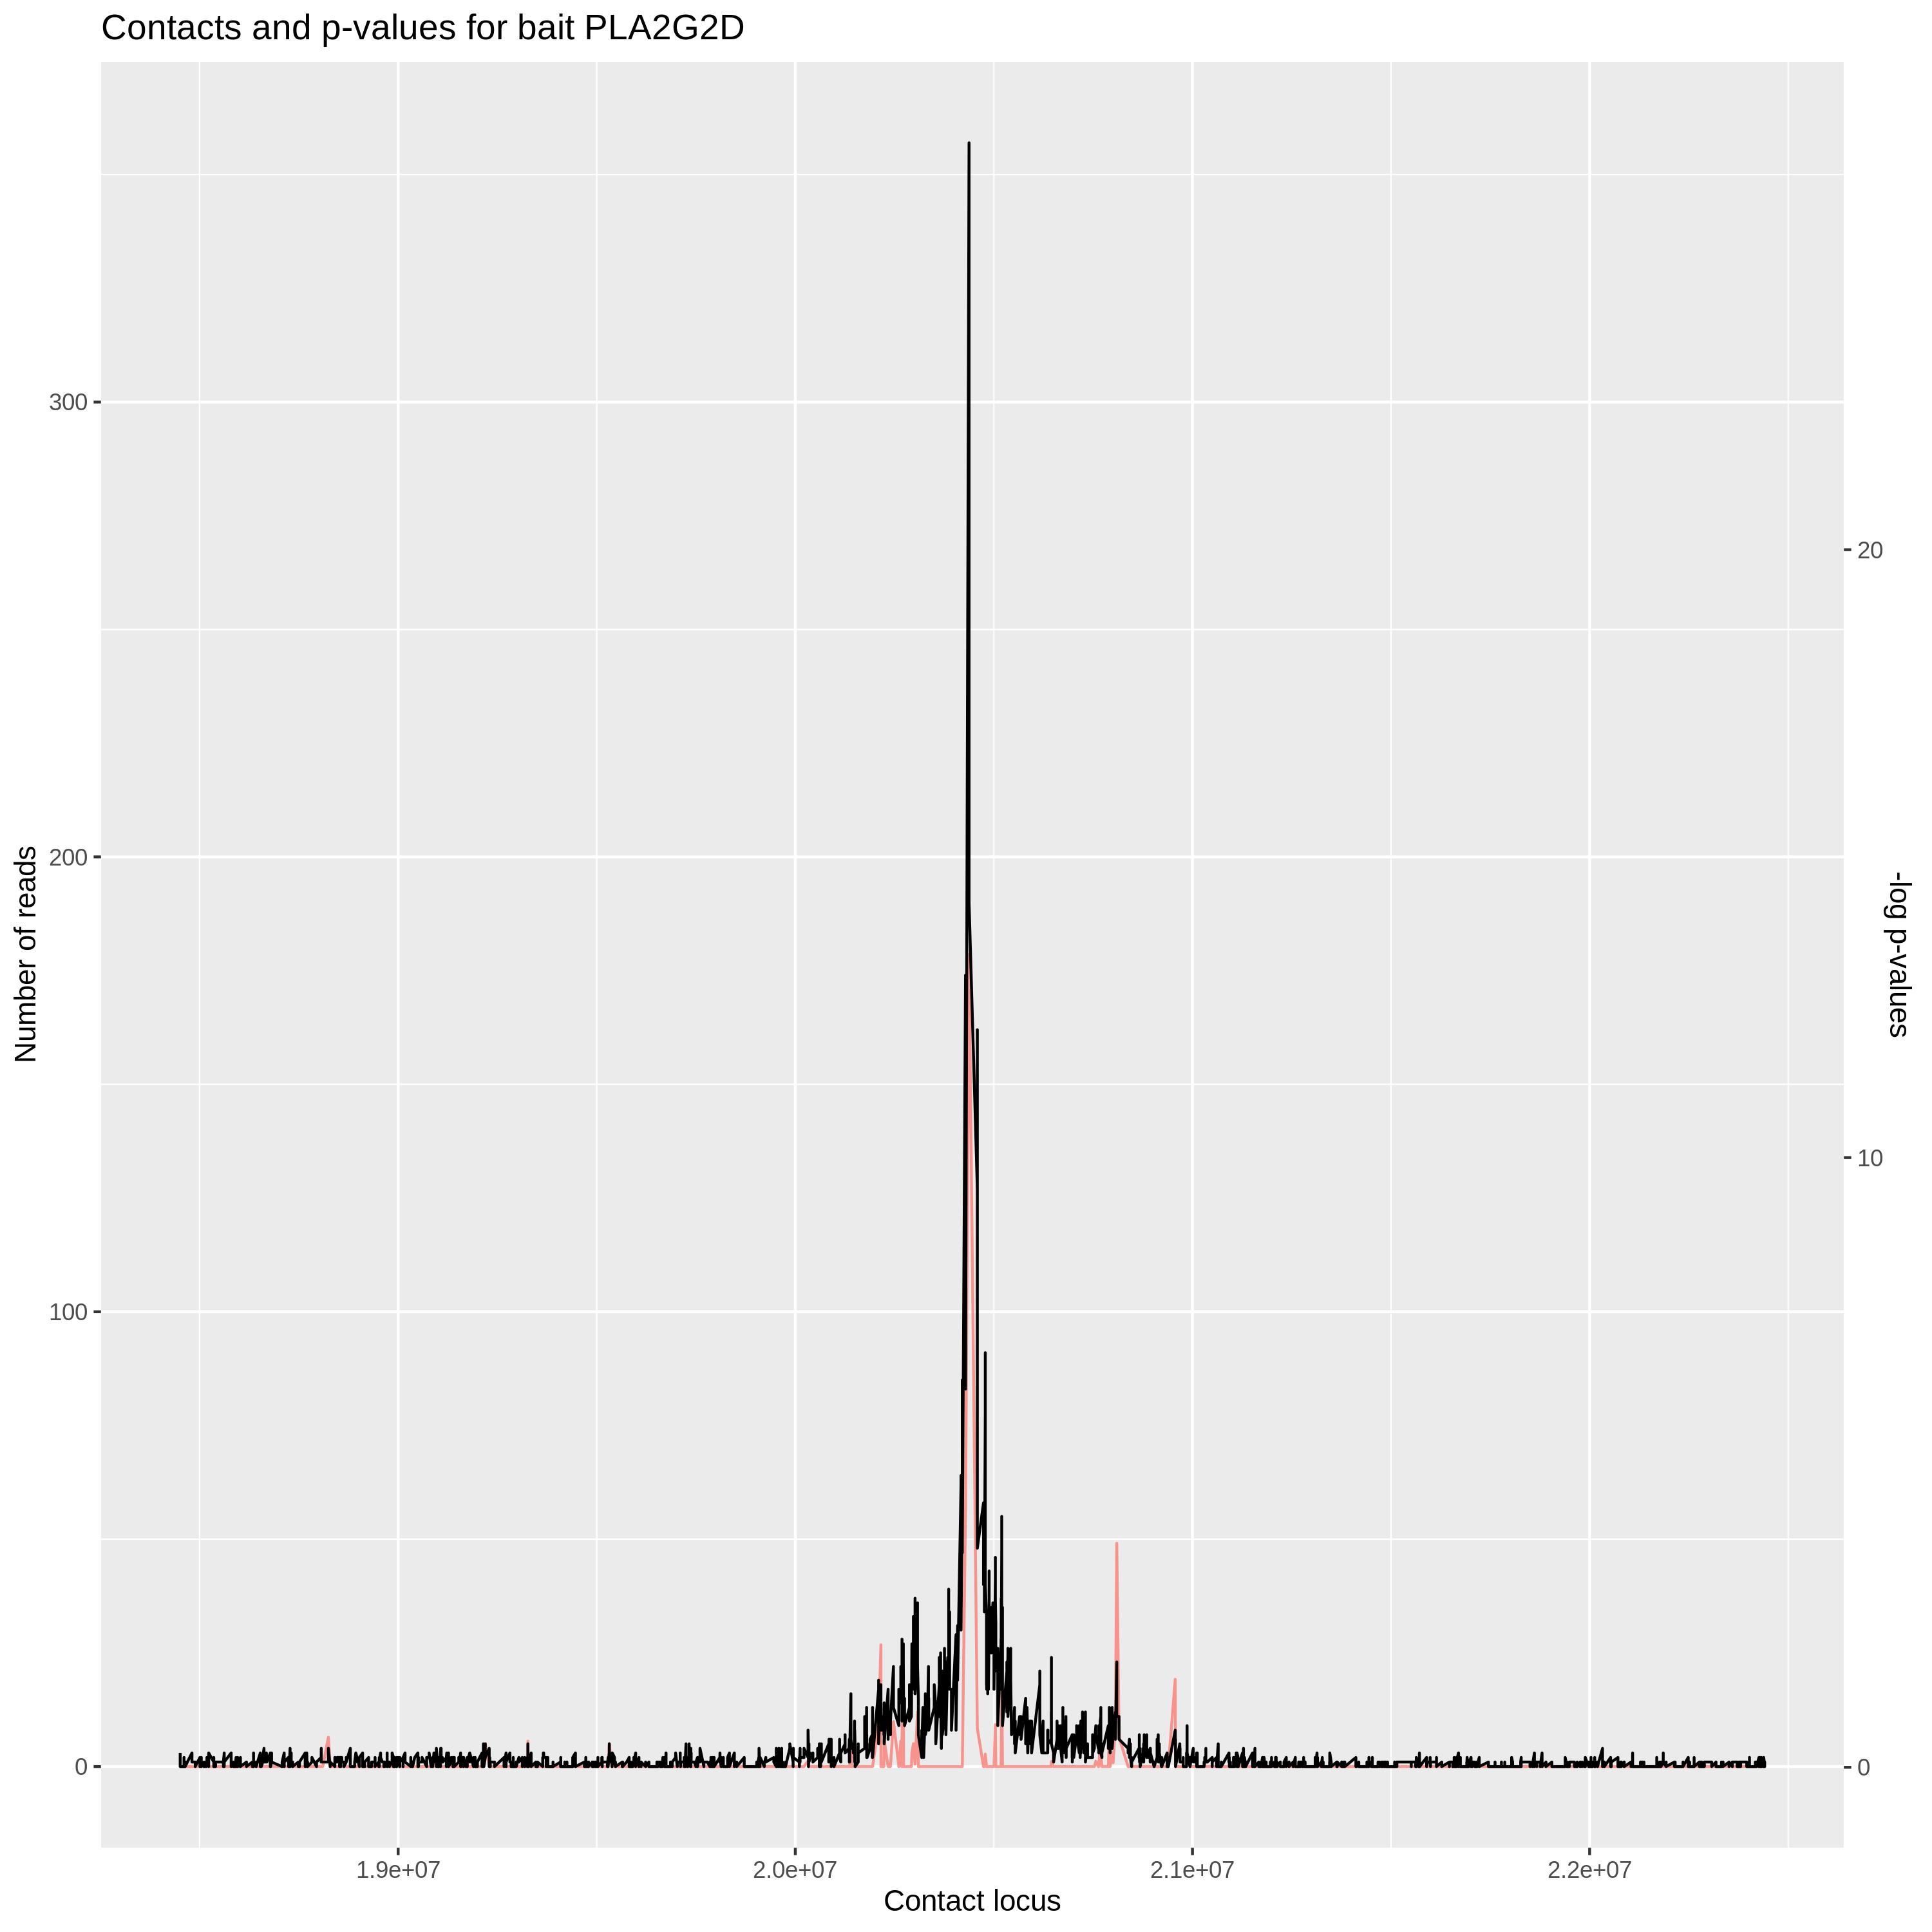 Contacts and p-values for bait PLA2G2D
300
200
100
0
Number of reads
20
10
0
-log p-values
1.9e+07 2.0e+07 2.1e+07 2.2e+07
Contact locus